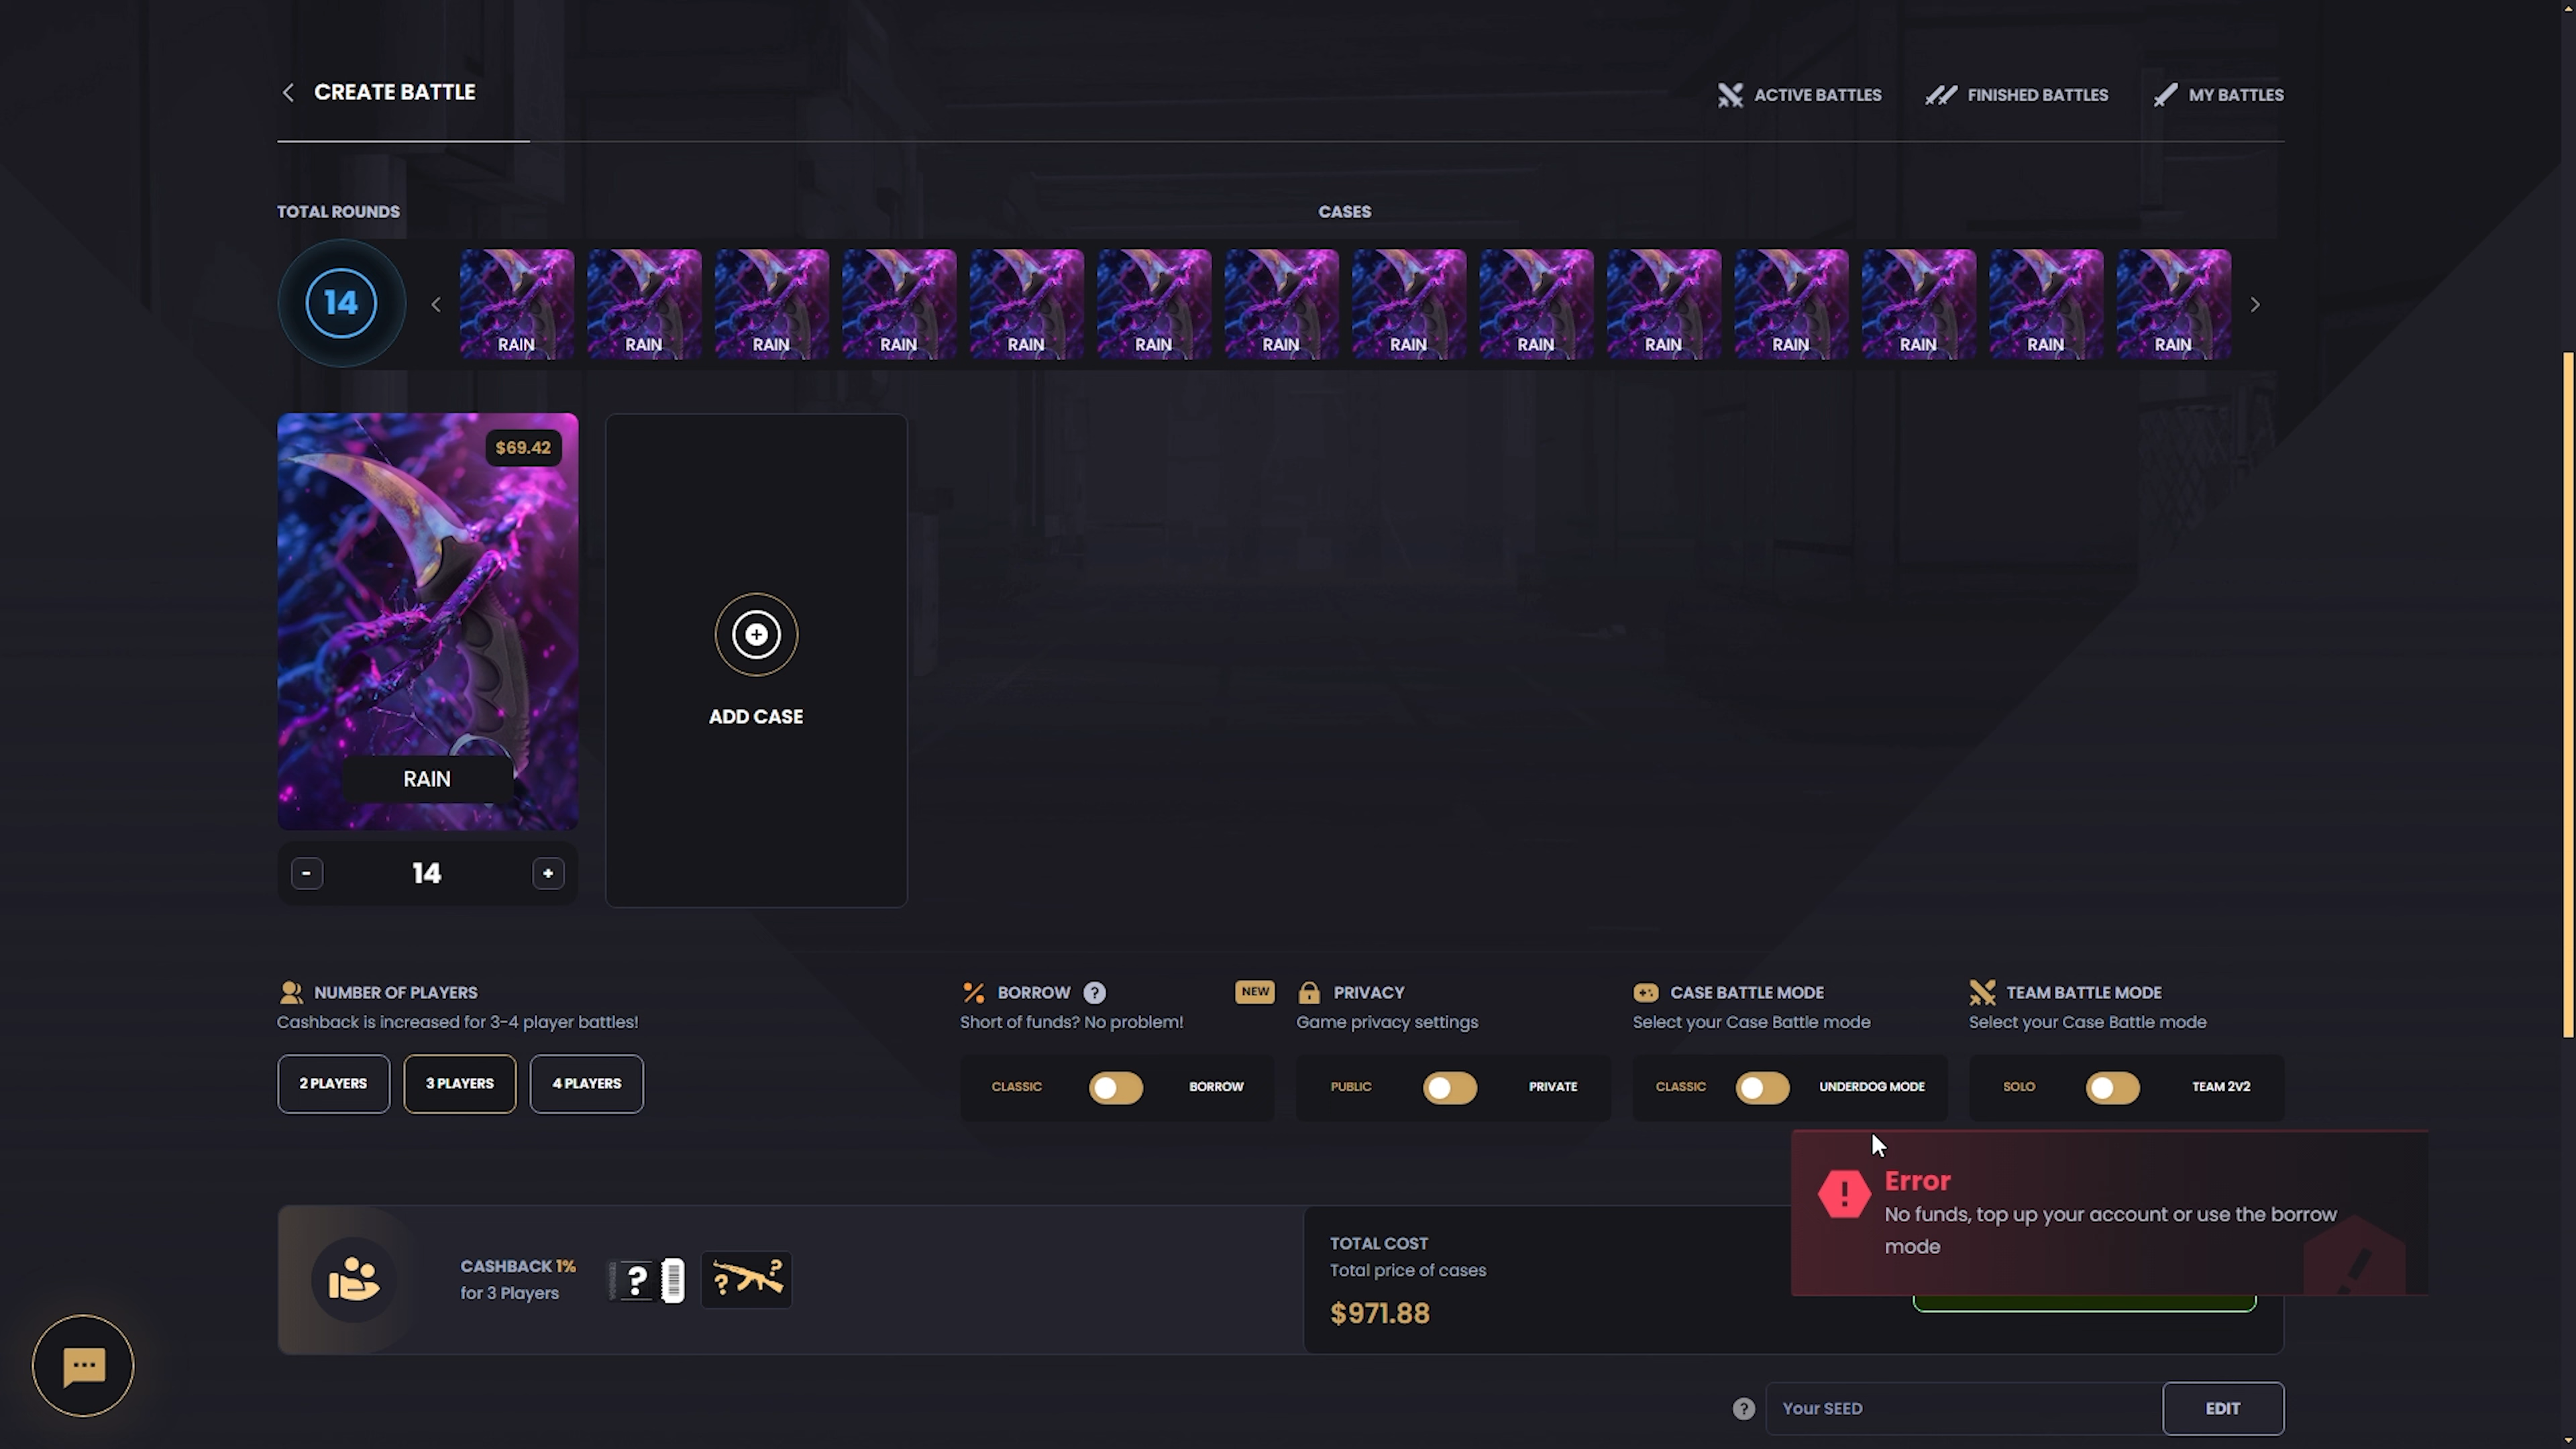 CREATE BATTLE
ACTIVE BATTLES
FINISHED BATTLES
MY BATTLES
TOTAL ROUNDS
CASES
14
RAIN
RAIN
RAIN
RAIN
RAIN
RAIN
RAIN
RAIN
RAIN
RAIN
RAIN
RAIN
RAIN
RAIN
$69.42
RAIN
- 14 +
ADD CASE
NUMBER OF PLAYERS
Cashback is increased for 3-4 player battles!
2 PLAYERS
3 PLAYERS
4 PLAYERS
BORROW ?
NEW
Short of funds? No problem!
CLASSIC
BORROW
PRIVACY
Game privacy settings
PUBLIC
PRIVATE
CASE BATTLE MODE
Select your Case Battle mode
CLASSIC
UNDERDOG MODE
TEAM BATTLE MODE
Select your Case Battle mode
SOLO
TEAM 2V2
Error
No funds, top up your account or use the borrow
mode
CASHBACK 1%
for 3 Players
?
? ?
TOTAL COST
Total price of cases
$971.88
?
Your SEED
EDIT